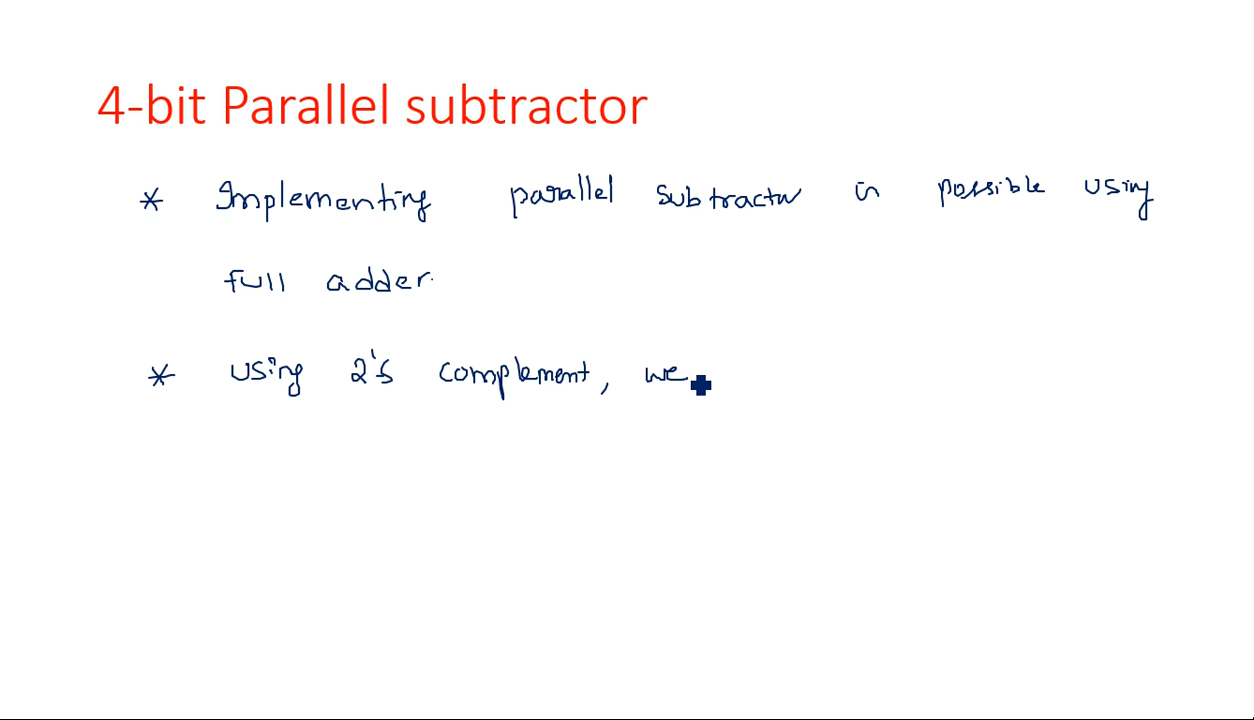 4-bit Parallel subtractor
* Implementing parallel subtractor is possible using
full adder.
* using 2's complement, we